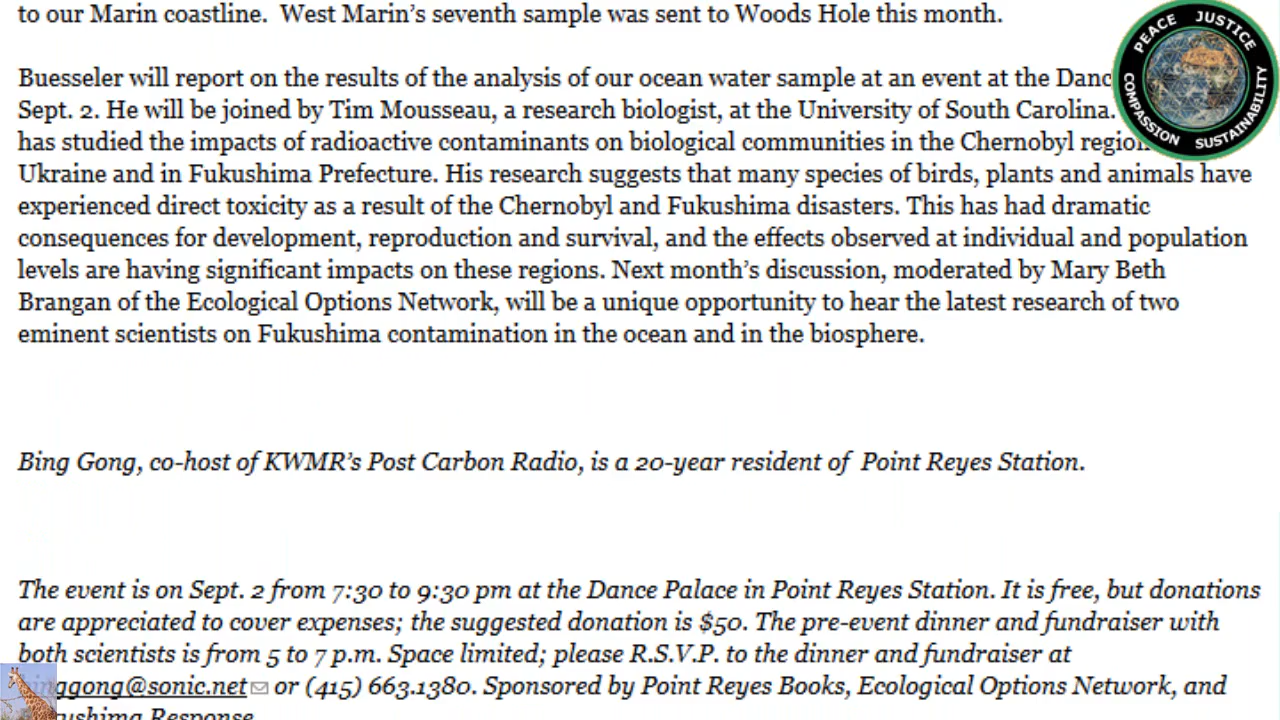 to our Marin coastline.  West Marin's seventh sample was sent to Woods Hole this month.
Buesseler will report on the results of the analysis of our ocean water sample at an event at the
Sept. 2. He will be joined by Tim Mousseau, a research biologist, at the University of South Carolina.
has studied the impacts of radioactive contaminants on biological communities in the Chernobyl
Ukraine and in Fukushima Prefecture. His research suggests that many species of birds, plants and animals have
experienced direct toxicity as a result of the Chernobyl and Fukushima disasters. This has had dramatic
consequences for development, reproduction and survival, and the effects observed at individual and population
levels are having significant impacts on these regions. Next month's discussion, moderated by Mary Beth
Brangan of the Ecological Options Network, will be a unique opportunity to hear the latest research of two
eminent scientists on Fukushima contamination in the ocean and in the biosphere.
Bing Gong, co-host of KWMR's Post Carbon Radio, is a 20-year resident of  Point Reyes Station.
The event is on Sept. 2 from 7:30 to 9:30 pm at the Dance Palace in Point Reyes Station. It is free, but donations
are appreciated to cover expenses; the suggested donation is $50. The pre-event dinner and fundraiser with
both scientists is from 5 to 7 p.m. Space limited; please R.S.V.P. to the dinner and fundraiser at
or (415) 663.1380. Sponsored by Point Reyes Books, Ecological Options Network, and
Response
PEACE JUSTICE
COMPASSION SUSTAINABILITY